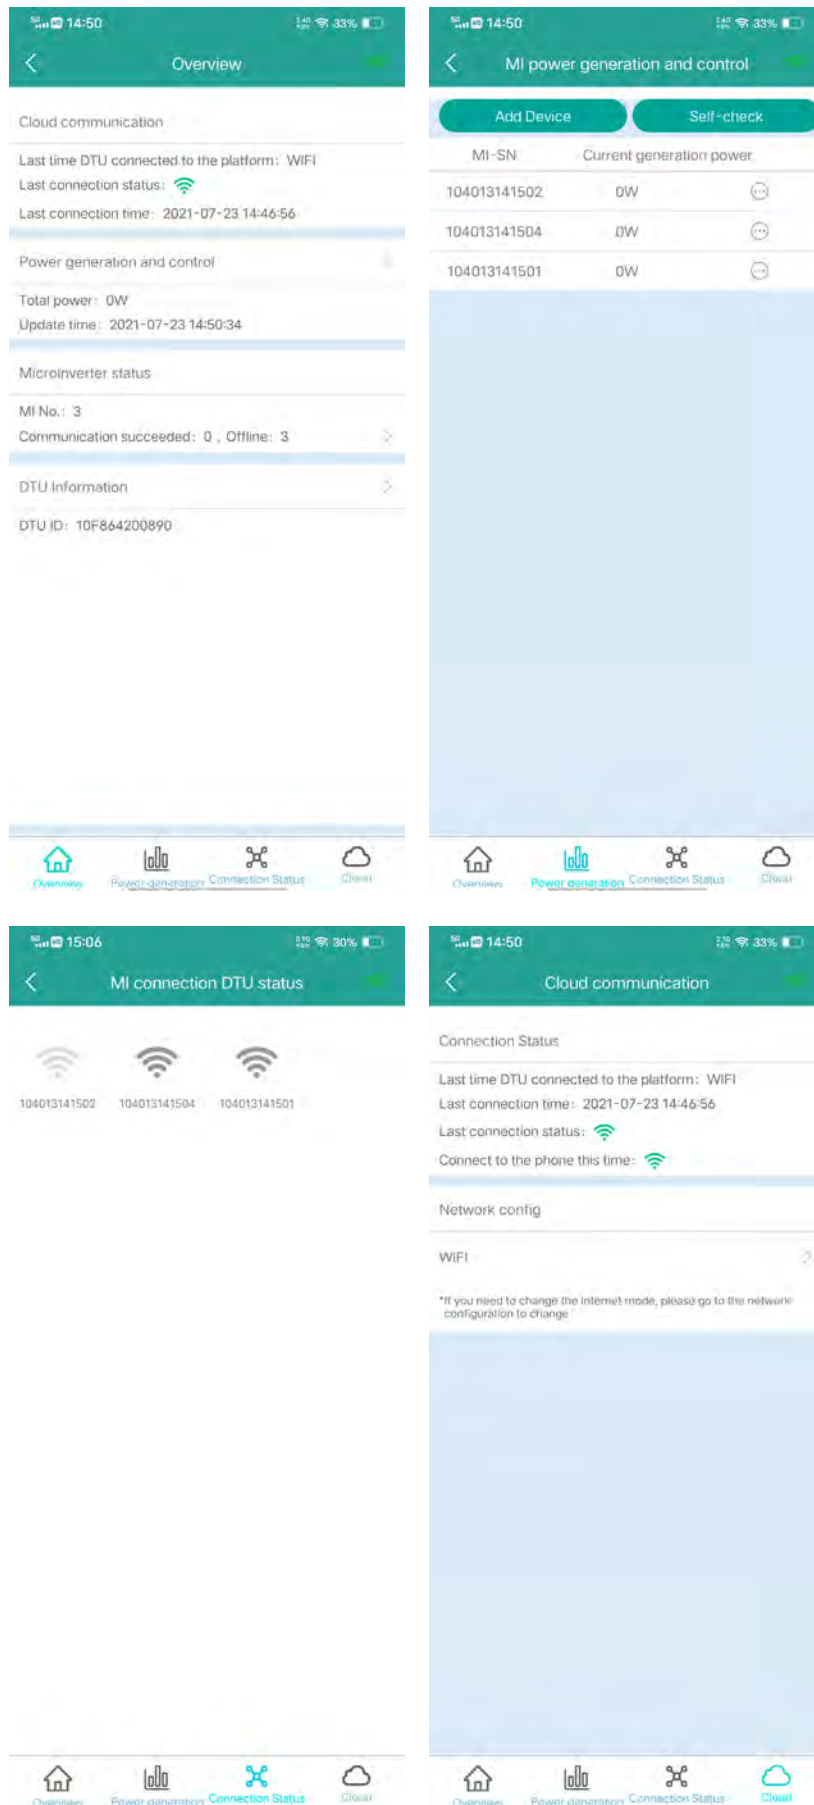 14:50
33%
Overview
Cloud communication
Last time DTU connected to the platform: WIFI
Last connection status:
Last connection time: 2021-07-23 14:46:56
Power generation and control
Total power: 0W
Update time: 2021-07-23 14:50:34
Microinverter status
MI No.: 3
Communication succeeded: 0 , Offline: 3
DTU Information
DTU ID: 10F864200890
Overview
Power generation
Connection Status
Cloud
14:50
33%
MI power generation and control
Add Device
Self-check
MI-SN Current generation power
104013141502 0W
104013141504 0W
104013141501 0W
Overview
Power generation
Connection Status
Cloud
15:06
30%
MI connection DTU status
104013141502 104013141504 104013141501
Overview
Power generation
Connection Status
Cloud
14:50
33%
Cloud communication
Connection Status
Last time DTU connected to the platform: WIFI
Last connection time: 2021-07-23 14:46:56
Last connection status:
Connect to the phone this time:
Network config
WIFI
*If you need to change the internet mode, please go to the network
configuration to change
Overview
Power generation
Connection Status
Cloud